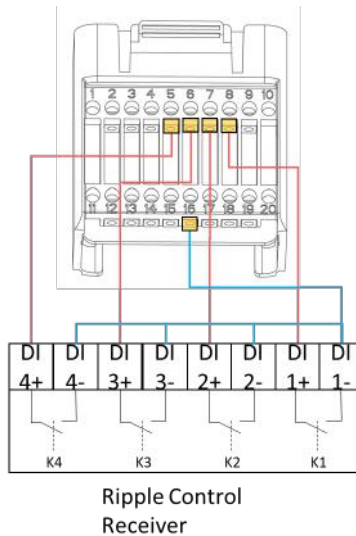 1 2 3 4 5 6 7 8 9 10
11 12 13 14 15 16 17 18 19 20
DI DI DI DI DI DI DI DI
4+ 4- 3+ 3- 2+ 2- 1+ 1-
K4 K3 K2 K1
Ripple Control
Receiver